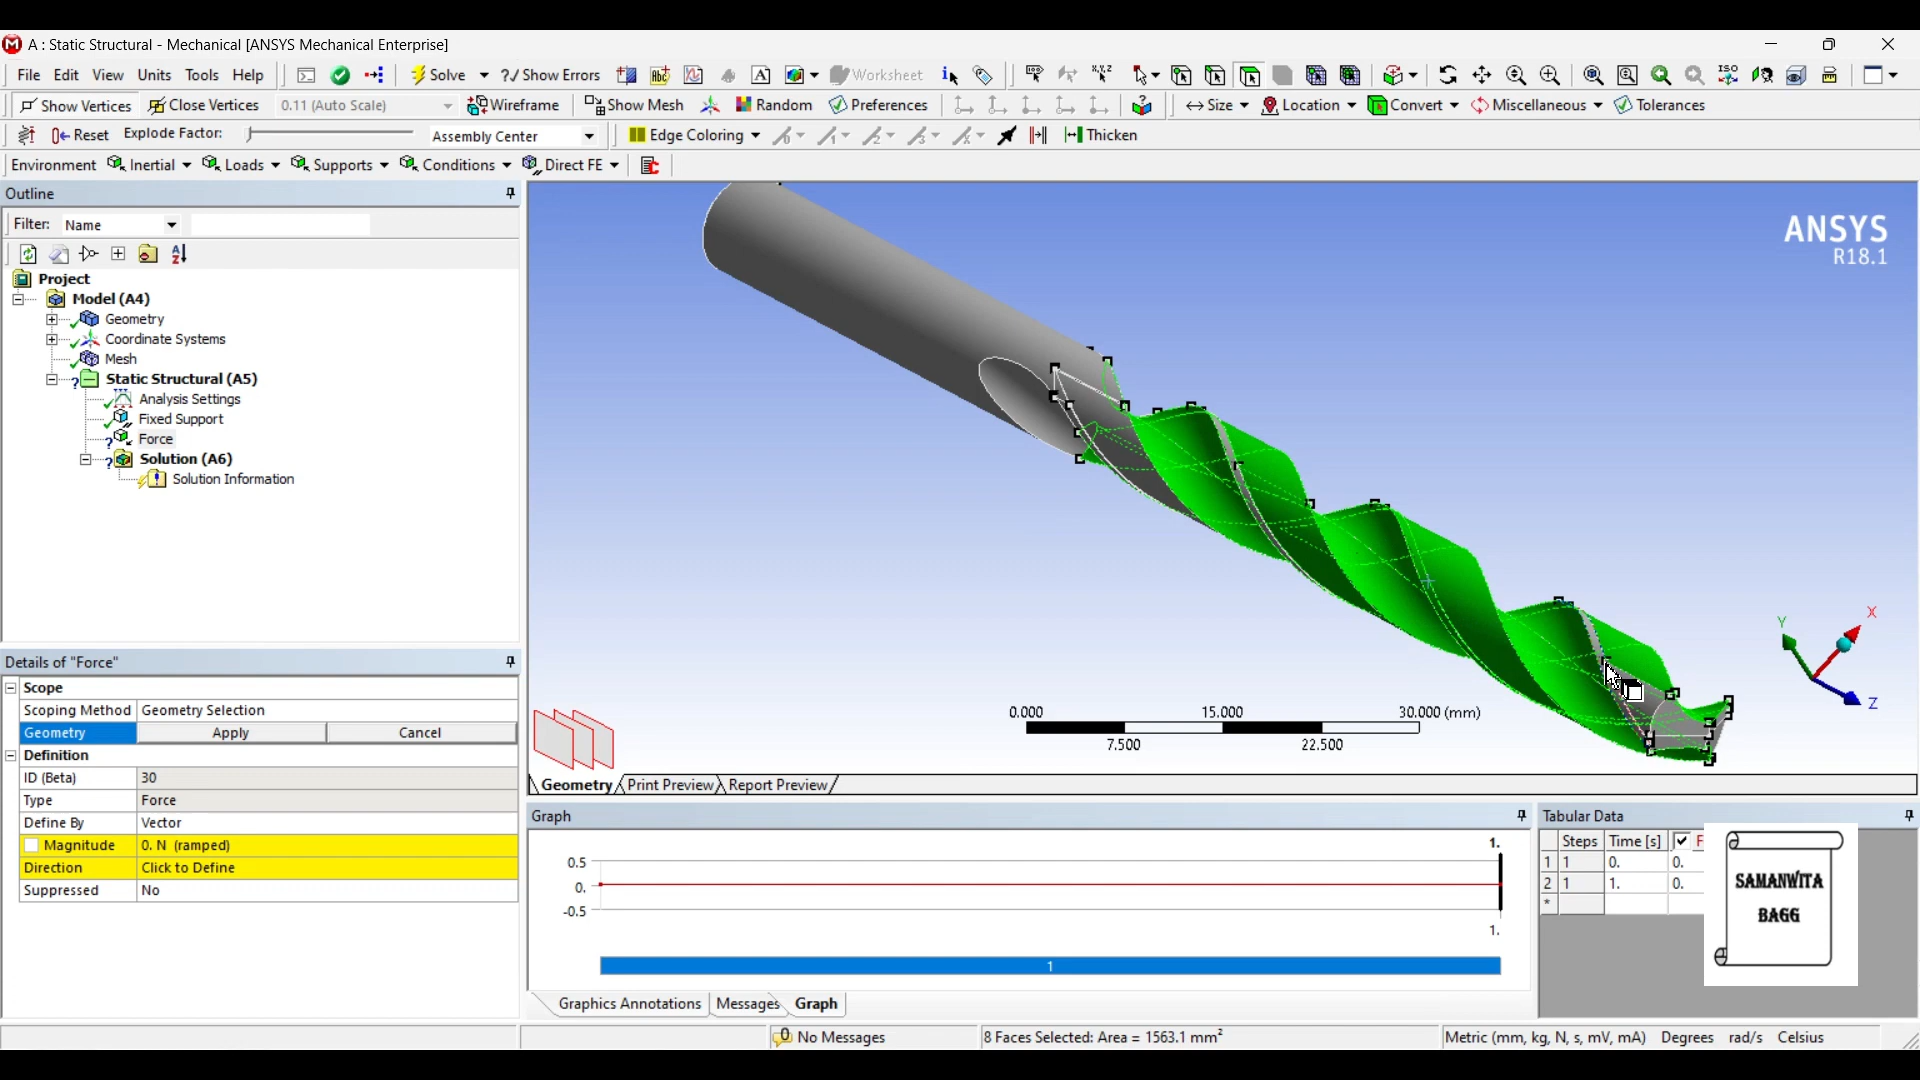 A : Static Structural - Mechanical [ANSYS Mechanical Enterprise]
File Edit View Units Tools Help Solve ?/ Show Errors Abc A Worksheet i X,Y,Z ISO
Show Vertices Close Vertices 0.11 (Auto Scale) Wireframe Show Mesh Random Preferences Size Location Convert Miscellaneous Tolerances
Reset Explode Factor: Assembly Center Edge Coloring Thicken
Environment Inertial Loads Supports Conditions Direct FE
Outline
Filter: Name
Project
Model (A4)
Geometry
Coordinate Systems
Mesh
Static Structural (A5)
Analysis Settings
Fixed Support
Force
Solution (A6)
Solution Information
Details of "Force"
Scope
Scoping Method Geometry Selection
Geometry Apply Cancel
Definition
ID (Beta) 30
Type Force
Define By Vector
Magnitude 0. N (ramped)
Direction Click to Define
Suppressed No
ANSYS
R18.1
Y X Z
0.000 15.000 30.000 (mm)
7.500 22.500
Geometry Print Preview Report Preview
Graph
1.
0.5
0.
-0.5
1.
1
Graphics Annotations Messages Graph
Tabular Data
Steps Time [s] F
1 1 0. 0.
2 1 1. 0.
*
SAMANWITA
BAGG
0 No Messages 8 Faces Selected: Area = 1563.1 mm² Metric (mm, kg, N, s, mV, mA) Degrees rad/s Celsius